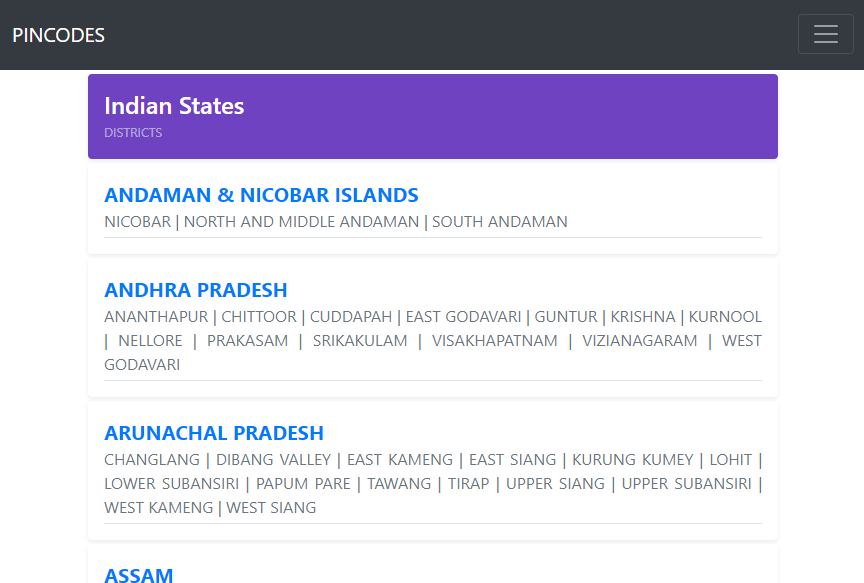 PINCODES
Indian States
DISTRICTS
ANDAMAN & NICOBAR ISLANDS
NICOBAR | NORTH AND MIDDLE ANDAMAN | SOUTH ANDAMAN
ANDHRA PRADESH
ANANTHAPUR | CHITTOOR | CUDDAPAH | EAST GODAVARI | GUNTUR | KRISHNA | KURNOOL
| NELLORE | PRAKASAM | SRIKAKULAM | VISAKHAPATNAM | VIZIANAGARAM | WEST
GODAVARI
ARUNACHAL PRADESH
CHANGLANG | DIBANG VALLEY | EAST KAMENG | EAST SIANG | KURUNG KUMEY | LOHIT |
LOWER SUBANSIRI | PAPUM PARE | TAWANG | TIRAP | UPPER SIANG | UPPER SUBANSIRI |
WEST KAMENG | WEST SIANG
ASSAM